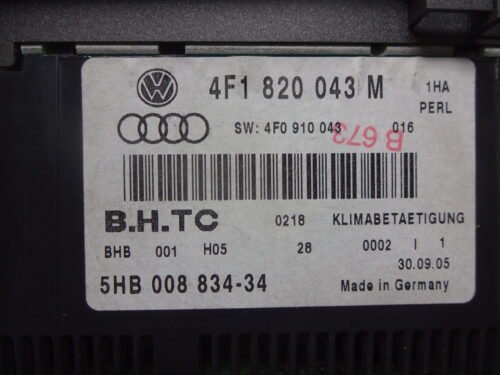 4F1 820 043 M 1HA
PERL
SW: 4F0 910 043 016
B 673
B.H.TC 0218 KLIMABETAETIGUNG
BHB 001 H05 28 0002 I 1
30.09.05
5HB 008 834-34 Made in Germany